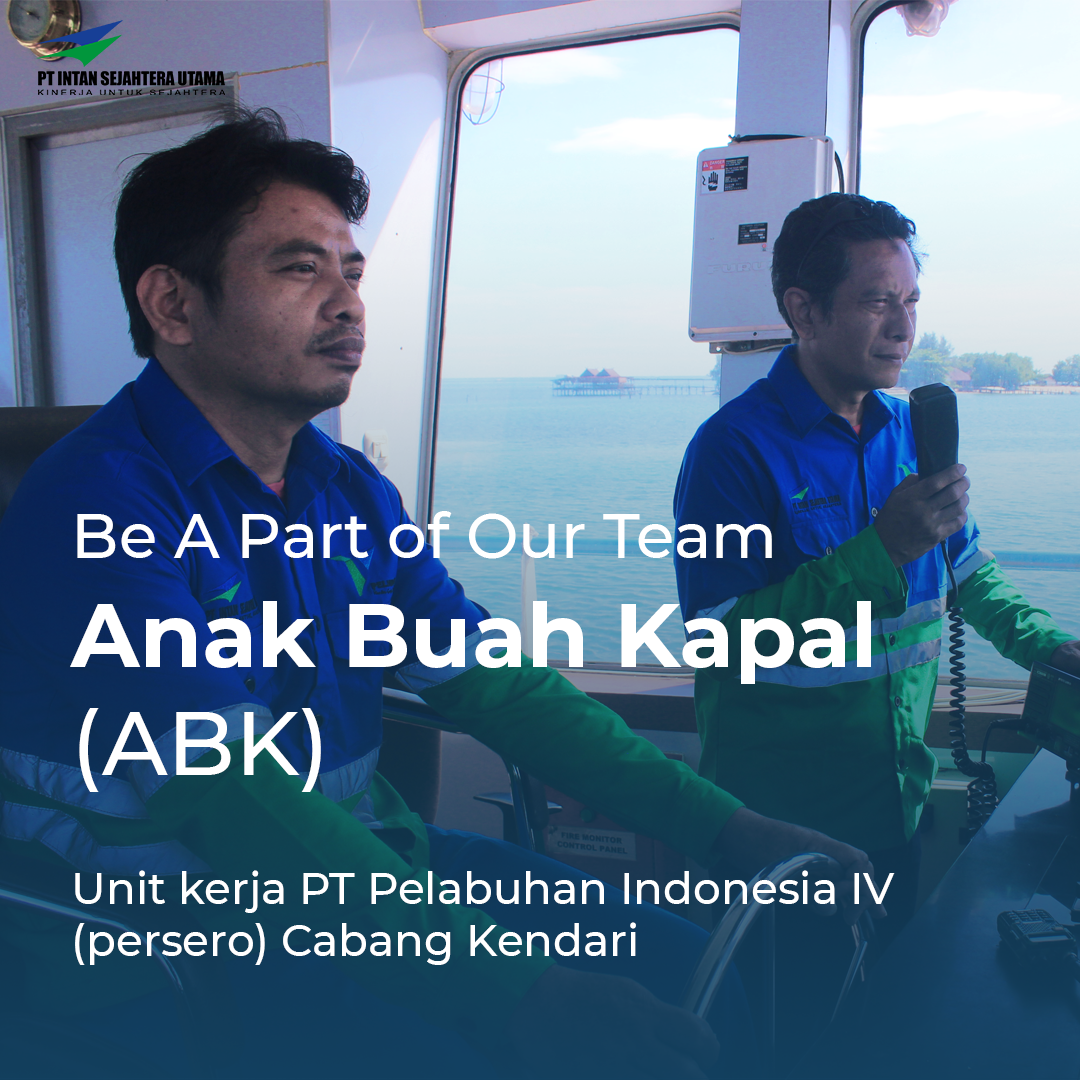 PT INTAN SEJAHTERA UTAMA
KINERJA UNTUK SEJAHTERA
DANGER
Be A Part of Our Team
Anak Buah Kapal
(ABK)
FIRE MONITOR
CONTROL PANEL
Unit kerja PT Pelabuhan Indonesia IV
(persero) Cabang Kendari